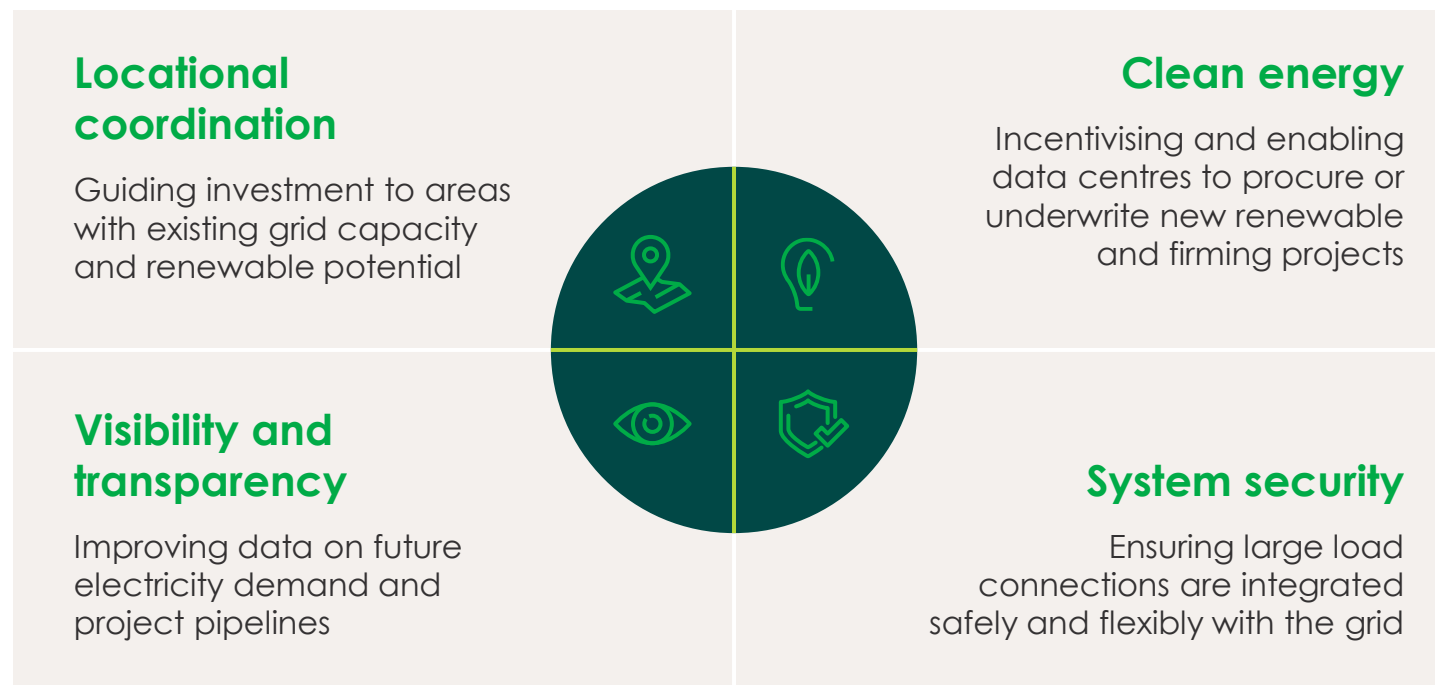 Locational
coordination
Guiding investment to areas
with existing grid capacity
and renewable potential
Clean energy
Incentivising and enabling
data centres to procure or
underwrite new renewable
and firming projects
Visibility and
transparency
Improving data on future
electricity demand and
project pipelines
System security
Ensuring large load
connections are integrated
safely and flexibly with the grid